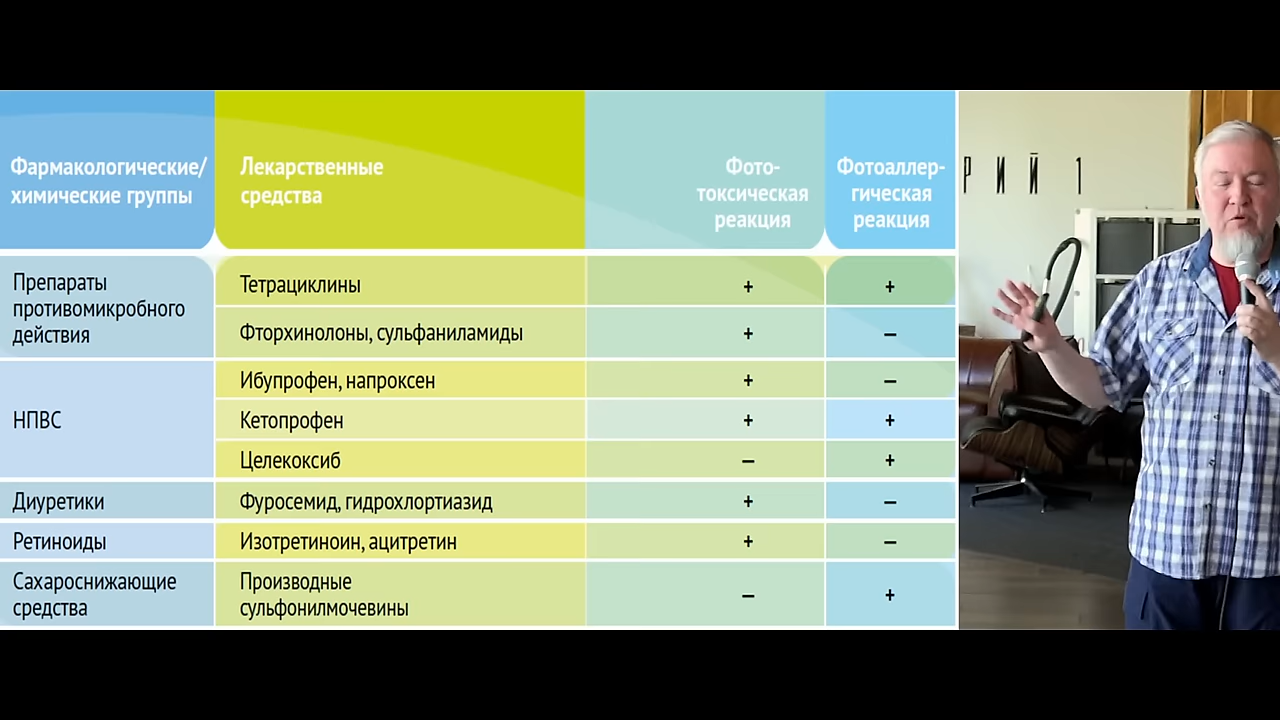 Фармакологические/
химические группы
Лекарственные
средства
Фото-
токсическая
реакция
Фотоаллер-
гическая
реакция
Препараты
противомикробного
действия
Тетрациклины + +
Фторхинолоны, сульфаниламиды + –
НПВС
Ибупрофен, напроксен + –
Кетопрофен + +
Целекоксиб – +
Диуретики Фуросемид, гидрохлортиазид + –
Ретиноиды Изотретиноин, ацитретин + –
Сахароснижающие
средства
Производные
сульфонилмочевины – +
РИЙ 1